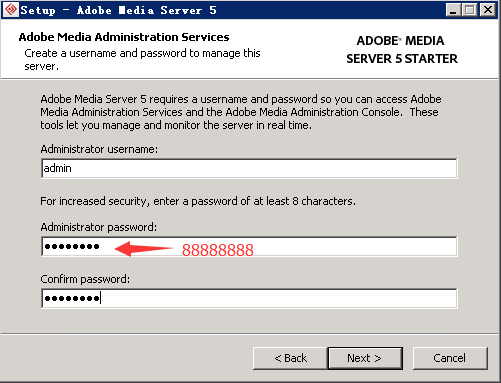 Setup - Adobe Media Server 5
Adobe Media Administration Services
Create a username and password to manage this
server.
ADOBE® MEDIA
SERVER 5 STARTER
Adobe Media Server 5 requires a username and password so you can access Adobe
Media Administration Services and the Adobe Media Administration Console. These
tools let you manage and monitor the server in real time.
Administrator username:
admin
For increased security, enter a password of at least 8 characters.
Administrator password:
●●●●●●●● 88888888
Confirm password:
●●●●●●●●
< Back Next > Cancel